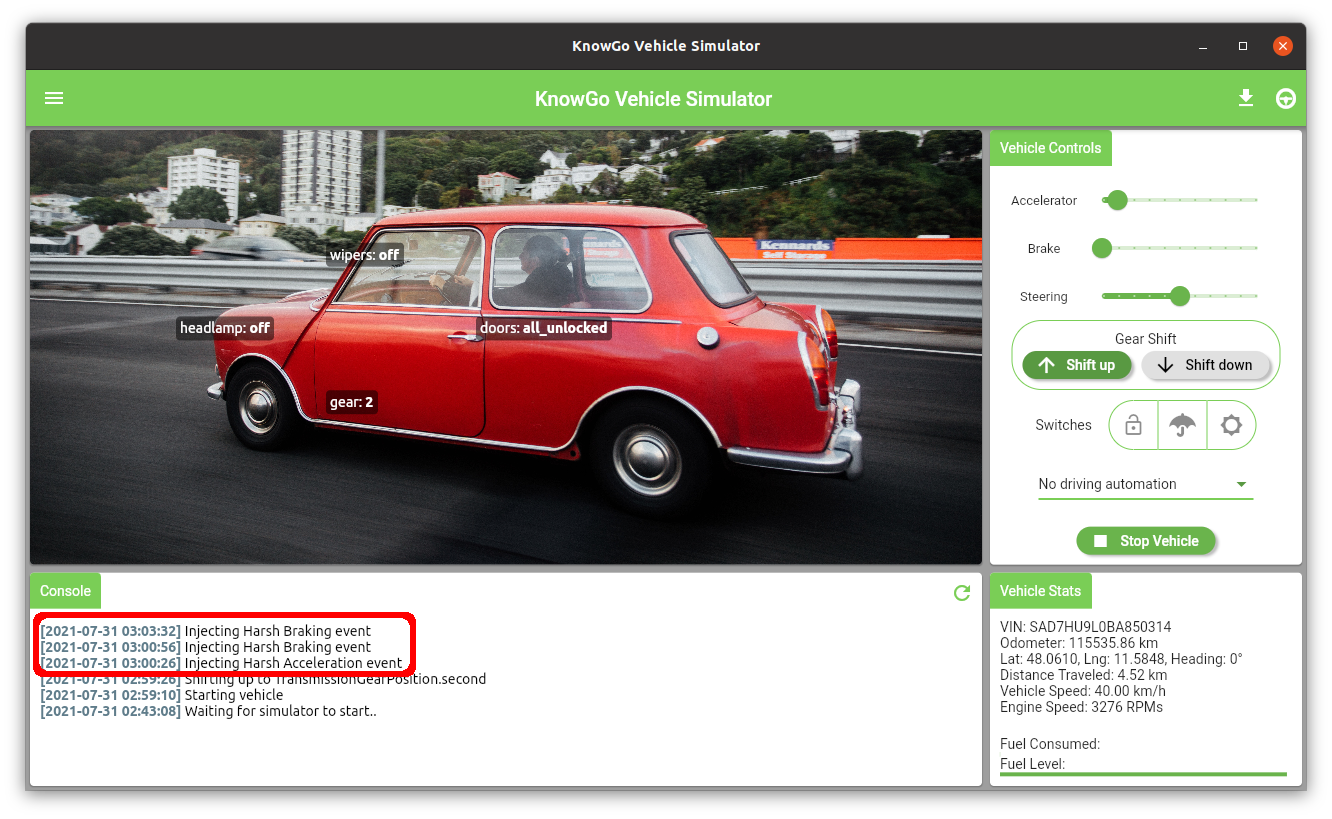 KnowGo Vehicle Simulator
KnowGo Vehicle Simulator
Kennards
Self Storage
wipers: off
headlamp: off
doors: all_unlocked
gear: 2
Vehicle Controls
Accelerator
Brake
Steering
Gear Shift
Shift up
Shift down
Switches
No driving automation
Stop Vehicle
Console
[2021-07-31 03:03:32] Injecting Harsh Braking event
[2021-07-31 03:00:56] Injecting Harsh Braking event
[2021-07-31 03:00:26] Injecting Harsh Acceleration event
[2021-07-31 02:59:26] Shifting up to TransmissionGearPosition.second
[2021-07-31 02:59:10] Starting vehicle
[2021-07-31 02:43:08] Waiting for simulator to start..
Vehicle Stats
VIN: SAD7HU9L0BA850314
Odometer: 115535.86 km
Lat: 48.0610, Lng: 11.5848, Heading: 0°
Distance Traveled: 4.52 km
Vehicle Speed: 40.00 km/h
Engine Speed: 3276 RPMs
Fuel Consumed:
Fuel Level: